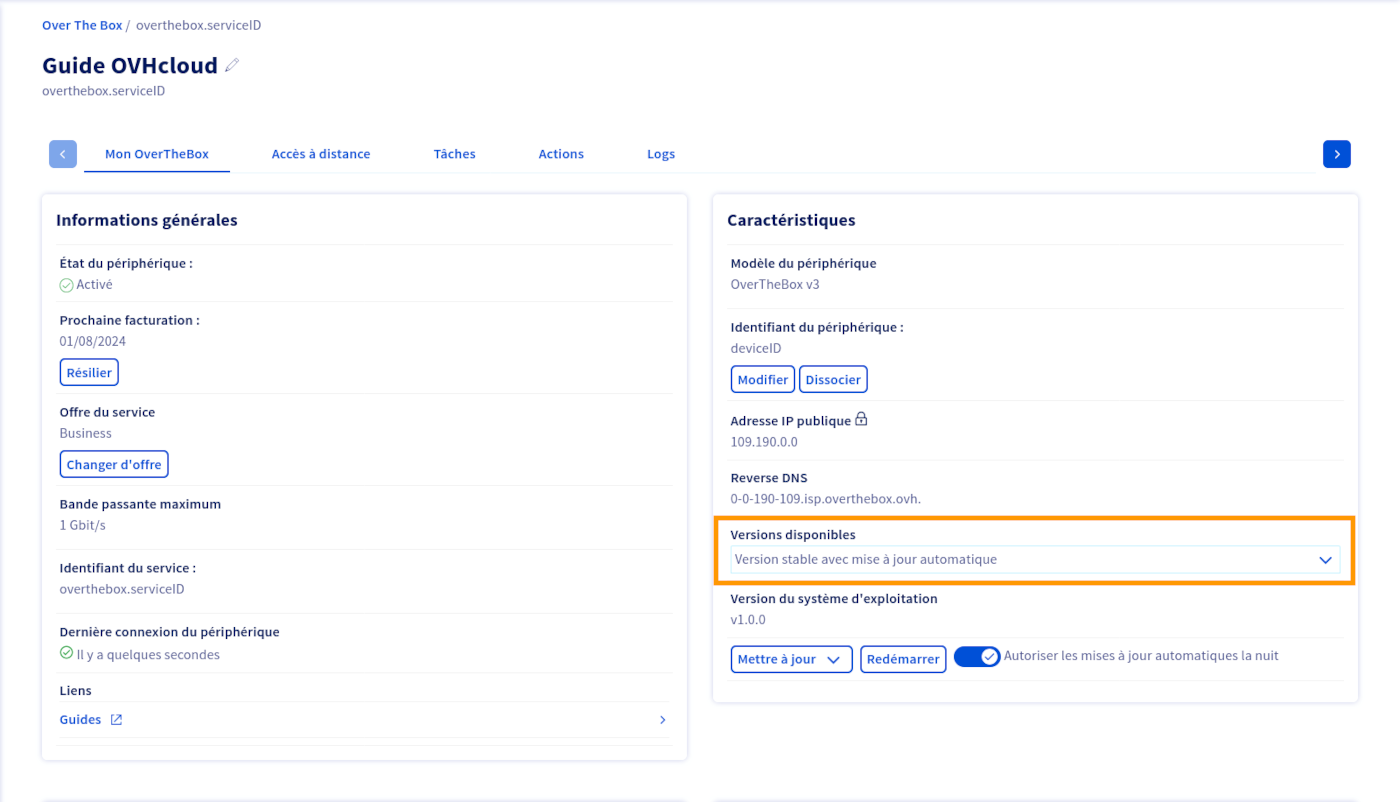 Over The Box / overthebox.serviceID
Guide OVHcloud
overthebox.serviceID
Mon OverTheBox
Accès à distance
Tâches
Actions
Logs
Informations générales
État du périphérique :
Activé
Prochaine facturation :
01/08/2024
Résilier
Offre du service
Business
Changer d'offre
Bande passante maximum
1 Gbit/s
Identifiant du service :
overthebox.serviceID
Dernière connexion du périphérique
Il y a quelques secondes
Liens
Guides
Caractéristiques
Modèle du périphérique
OverTheBox v3
Identifiant du périphérique :
deviceID
Modifier Dissocier
Adresse IP publique
109.190.0.0
Reverse DNS
0-0-190-109.isp.overthebox.ovh.
Versions disponibles
Version stable avec mise à jour automatique
Version du système d'exploitation
v1.0.0
Mettre à jour Redémarrer Autoriser les mises à jour automatiques la nuit